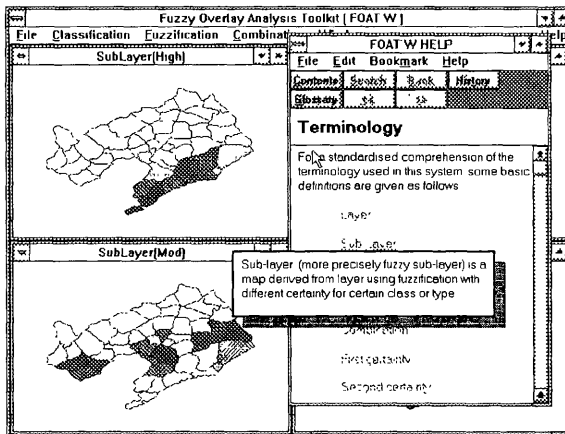 Fuzzy Overlay Analysis Toolkit [ FOAT W ]
File Classification Fuzzification
SubLayer(High)
FOAT W HELP
File Edit Bookmark Help
Contents Search Back History
Glossary << >>
Terminology
For a standardised comprehension of the
terminology used in this system some basic
definitions are given as follows
Layer
Sub Layer
SubLayer(Mod)
Sub-layer (more precisely fuzzy sub-layer) is a
map derived from layer using fuzzification with
different certainty for certain class or type
Combination
First certainty
Second certainty